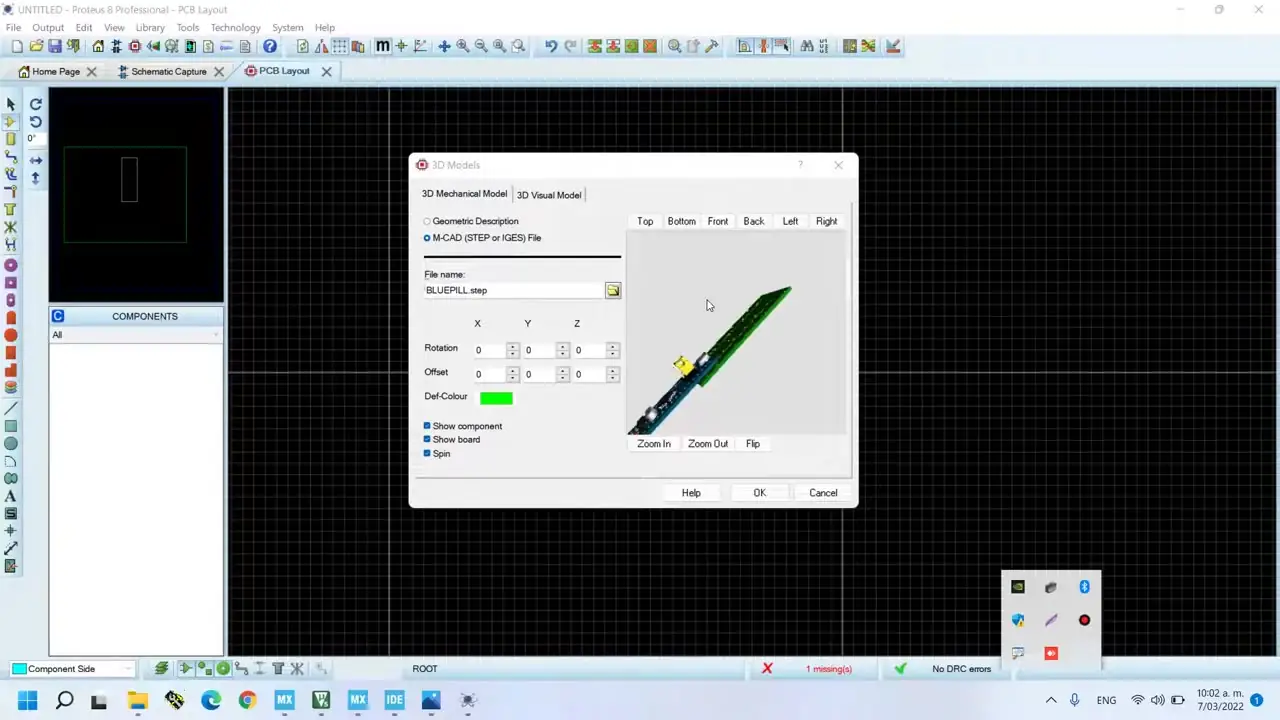 UNTITLED - Proteus 8 Professional - PCB Layout
File Output Edit View Library Tools Technology System Help
Home Page Schematic Capture PCB Layout
0°
3D Models
3D Mechanical Model 3D Visual Model
Geometric Description
M-CAD (STEP or IGES) File
Top Bottom Front Back Left Right
File name:
BLUEPILL.step
X Y Z
Rotation 0 0 0
Offset 0 0 0
Def-Colour
Show component
Show board
Spin
Zoom In Zoom Out Flip
Help OK Cancel
C COMPONENTS
All
Component Side
ROOT
1 missing(s)
No DRC errors
MX MX IDE
ENG
10:02 a. m.
7/03/2022
1